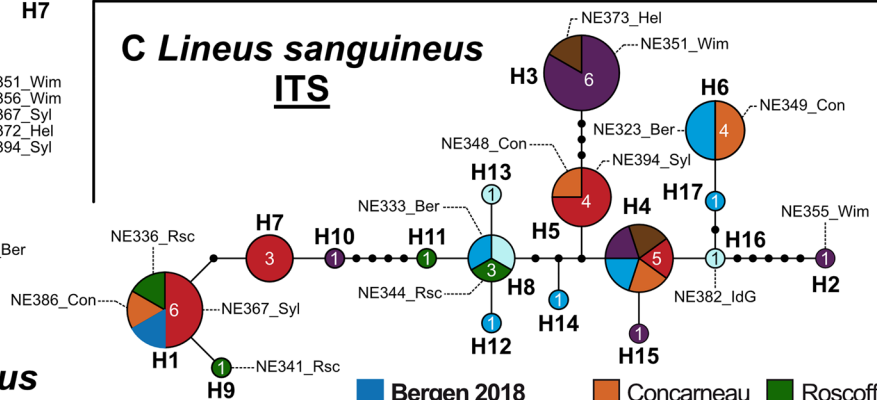 H7
351_Wim
356_Wim
367_Syl
372_Hel
394_Syl
_Ber
us
C Lineus sanguineus
ITS
NE373_Hel
NE351_Wim
H3
6
H6
NE349_Con
NE323_Ber
4
NE348_Con
NE394_Syl
H13
1
4
H17
1
NE333_Ber
H5
H4
NE355_Wim
NE336_Rsc
H7
3
H10
1
H11
1
3
H8
5
1
H16
1
H2
NE386_Con
6
NE367_Syl
NE344_Rsc
NE382_IdG
1
H14
1
H12
1
H15
H1
1
NE341_Rsc
H9
Bergen 2018
Concarneau
Roscoff